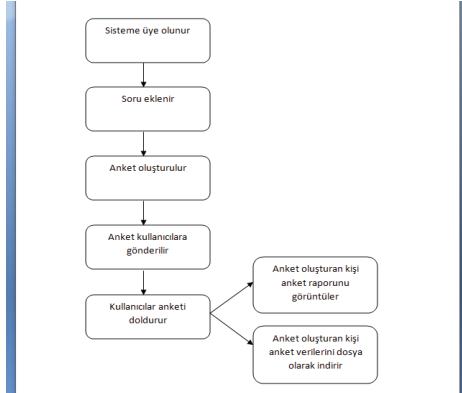 Sisteme üye olunur
Soru eklenir
Anket oluşturulur
Anket kullanıcılara
gönderilir
Kullanıcılar anketi
doldurur
Anket oluşturan kişi
anket raporunu
görüntüler
Anket oluşturan kişi
anket verilerini dosya
olarak indirir